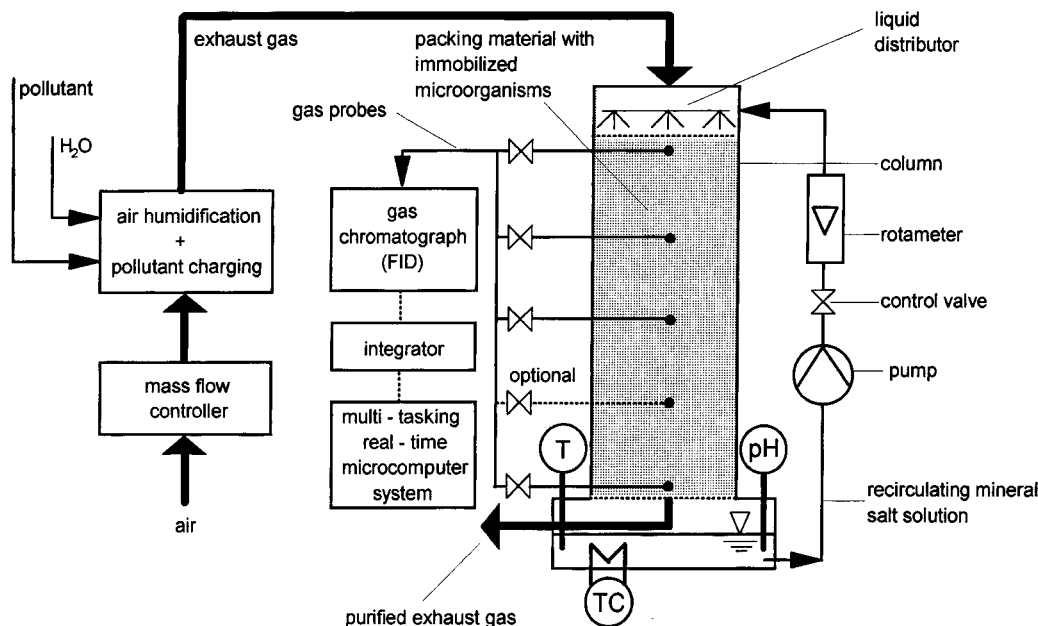 exhaust gas
packing material with
immobilized
microorganisms
liquid
distributor
pollutant
H₂O
gas probes
column
air humidification
+
pollutant charging
gas
chromatograph
(FID)
rotameter
control valve
integrator
mass flow
controller
optional
pump
multi - tasking
real - time
microcomputer
system
T
pH
recirculating mineral
salt solution
air
TC
purified exhaust gas